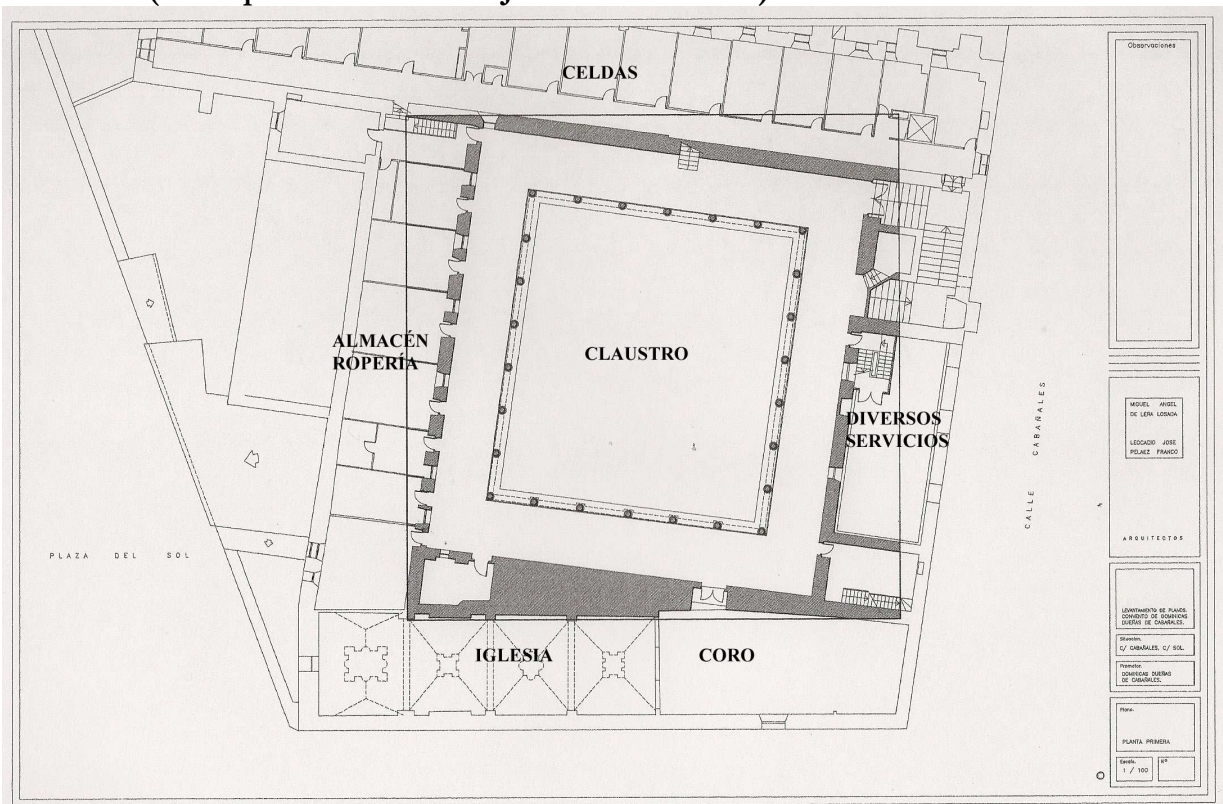 Observaciones
CELDAS
ALMACÉN
ROPERÍA
CLAUSTRO
DIVERSOS
SERVICIOS
IGLESIA
CORO
PLAZA DEL SOL
CALLE CABAÑALES
MIGUEL ANGEL
DE LERA LOSADA
LEOCADIO JOSE
PELAEZ FRANCO
ARQUITECTOS
LEVANTAMIENTO DE PLANOS.
CONVENTO DE DOMINICAS
DUEÑAS DE CABAÑALES.
Situacion.
C/ CABAÑALES, C/ SOL.
Promotor.
DOMINICAS DUEÑAS
DE CABAÑALES.
Plano.
PLANTA PRIMERA
Escala.
1 / 100
Nº